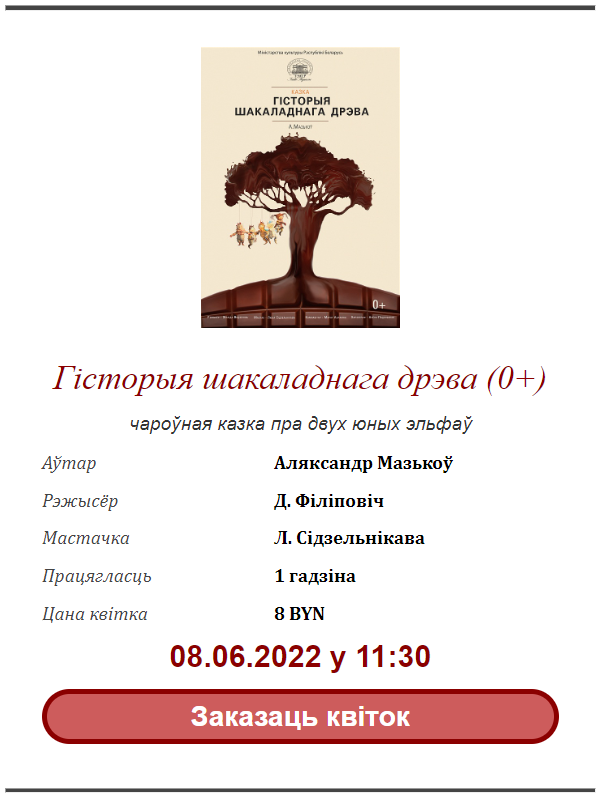 Міністэрства культуры Рэспублікі Беларусь
КАЗКА
ГІСТОРЫЯ
ШАКАЛАДНАГА ДРЭВА
А.Мазькоў
0+
Гісторыя шакаладнага дрэва (0+)
чароўная казка пра двух юных эльфаў
Аўтар Аляксандр Мазькоў
Рэжысёр Д. Філіповіч
Мастачка Л. Сідзельнікава
Працягласць 1 гадзіна
Цана квітка 8 BYN
08.06.2022 у 11:30
Заказаць квіток